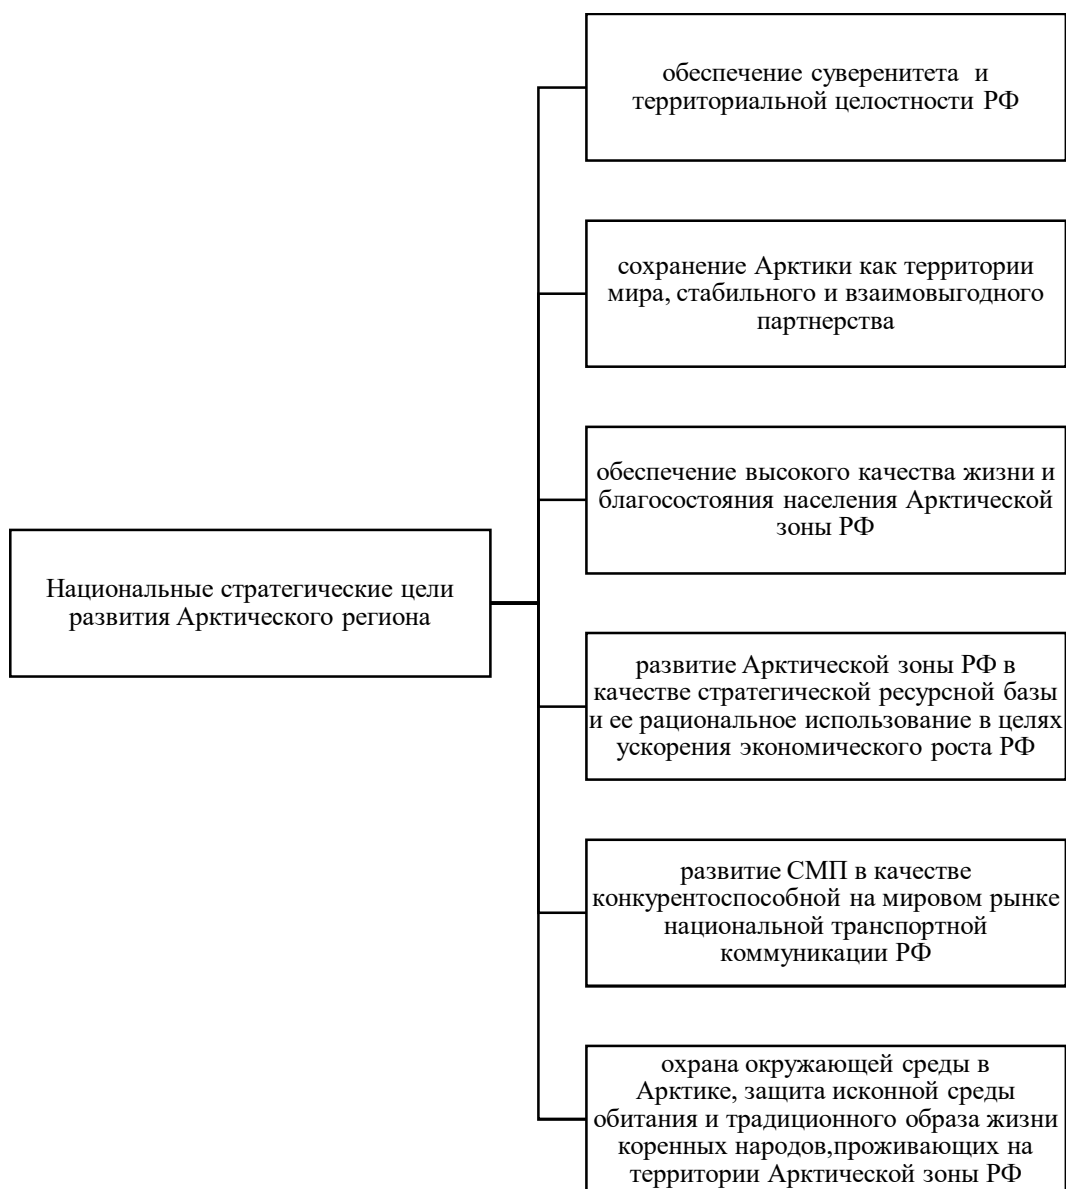 обеспечение суверенитета и
территориальной целостности РФ
сохранение Арктики как территории
мира, стабильного и взаимовыгодного
партнерства
обеспечение высокого качества жизни и
благосостояния населения Арктической
зоны РФ
Национальные стратегические цели
развития Арктического региона
развитие Арктической зоны РФ в
качестве стратегической ресурсной базы
и ее рациональное использование в целях
ускорения экономического роста РФ
развитие СМП в качестве
конкурентоспособной на мировом рынке
национальной транспортной
коммуникации РФ
охрана окружающей среды в
Арктике, защита исконной среды
обитания и традиционного образа жизни
коренных народов,проживающих на
территории Арктической зоны РФ